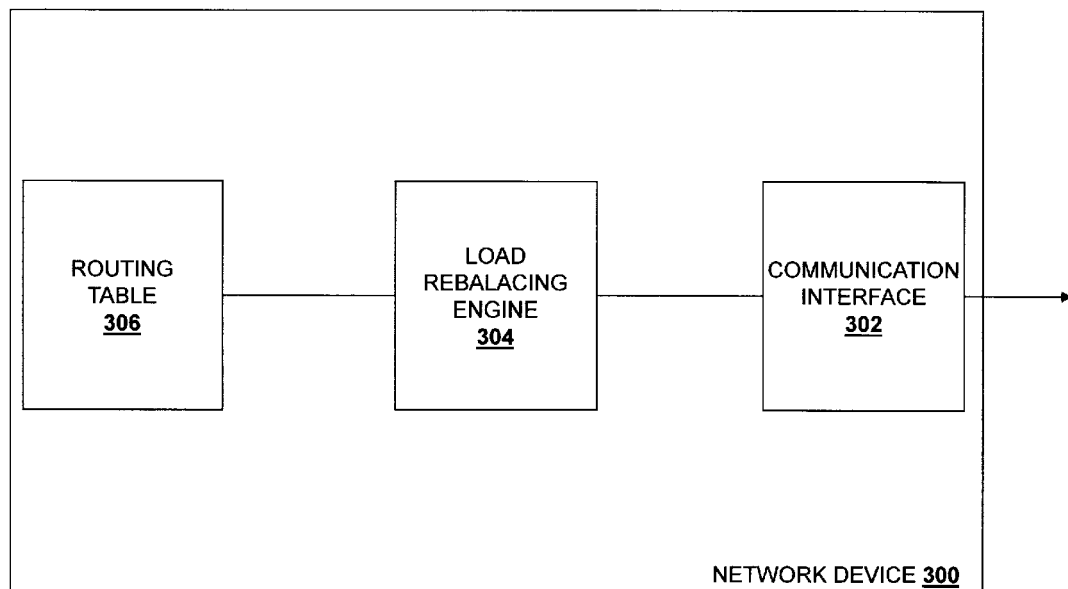 ROUTING
TABLE
306
LOAD
REBALACING
ENGINE
304
COMMUNICATION
INTERFACE
302
NETWORK DEVICE 300